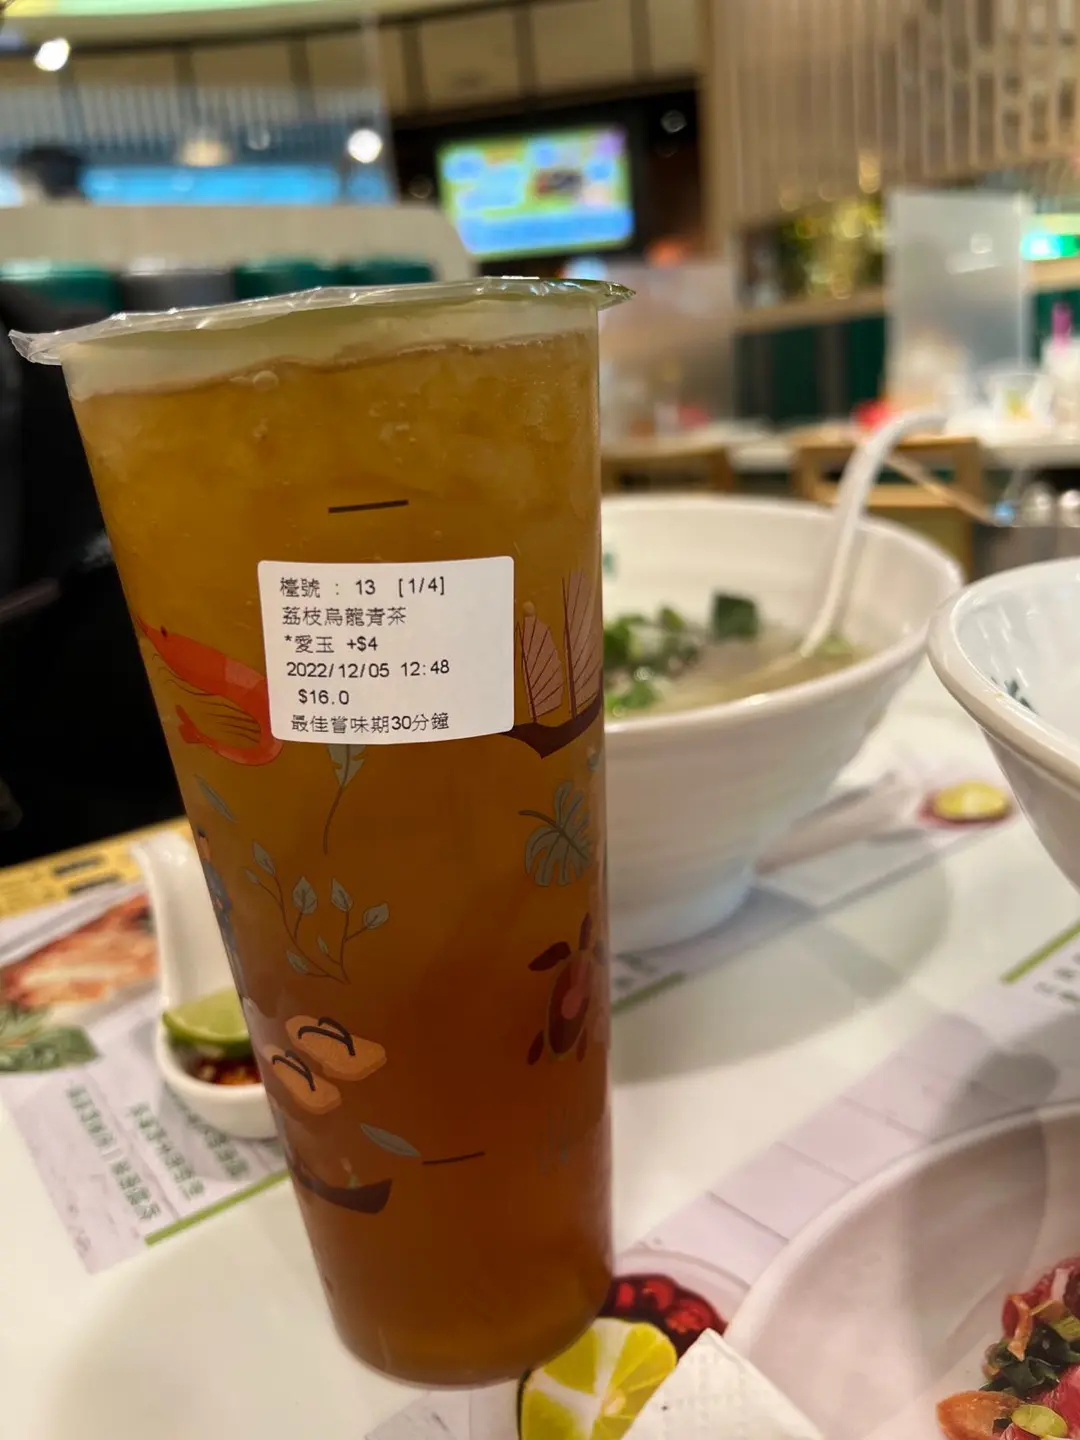 檯號 : 13 [1/4]
荔枝烏龍青茶
*愛玉 +$4
2022/12/05 12:48
$16.0
最佳嘗味期30分鐘